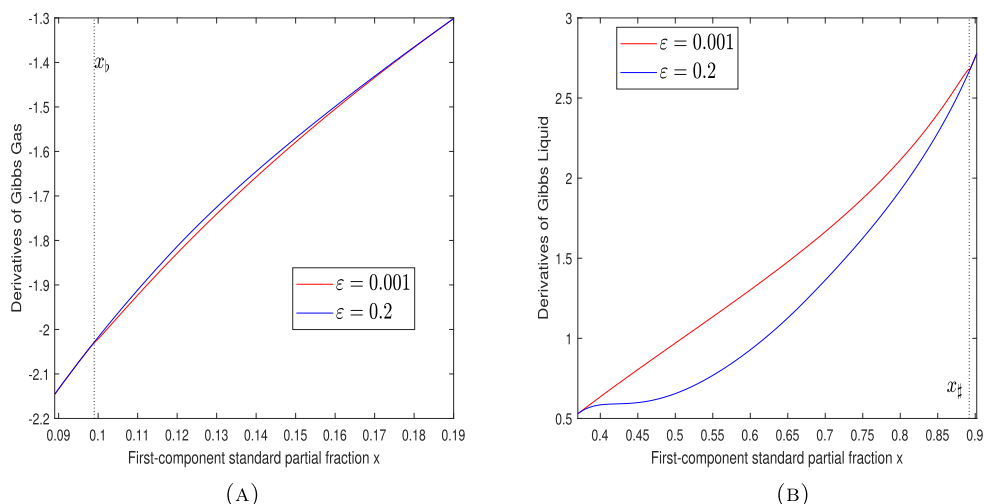 -1.3
-1.4
-1.5
-1.6
-1.7
-1.8
-1.9
-2
-2.1
-2.2
Derivatives of Gibbs Gas
x♭
ε = 0.001
ε = 0.2
0.09 0.1 0.11 0.12 0.13 0.14 0.15 0.16 0.17 0.18 0.19
First-component standard partial fraction x
(A)
3
2.5
2
1.5
1
0.5
Derivatives of Gibbs Liquid
ε = 0.001
ε = 0.2
x♯
0.4 0.45 0.5 0.55 0.6 0.65 0.7 0.75 0.8 0.85 0.9
First-component standard partial fraction x
(B)